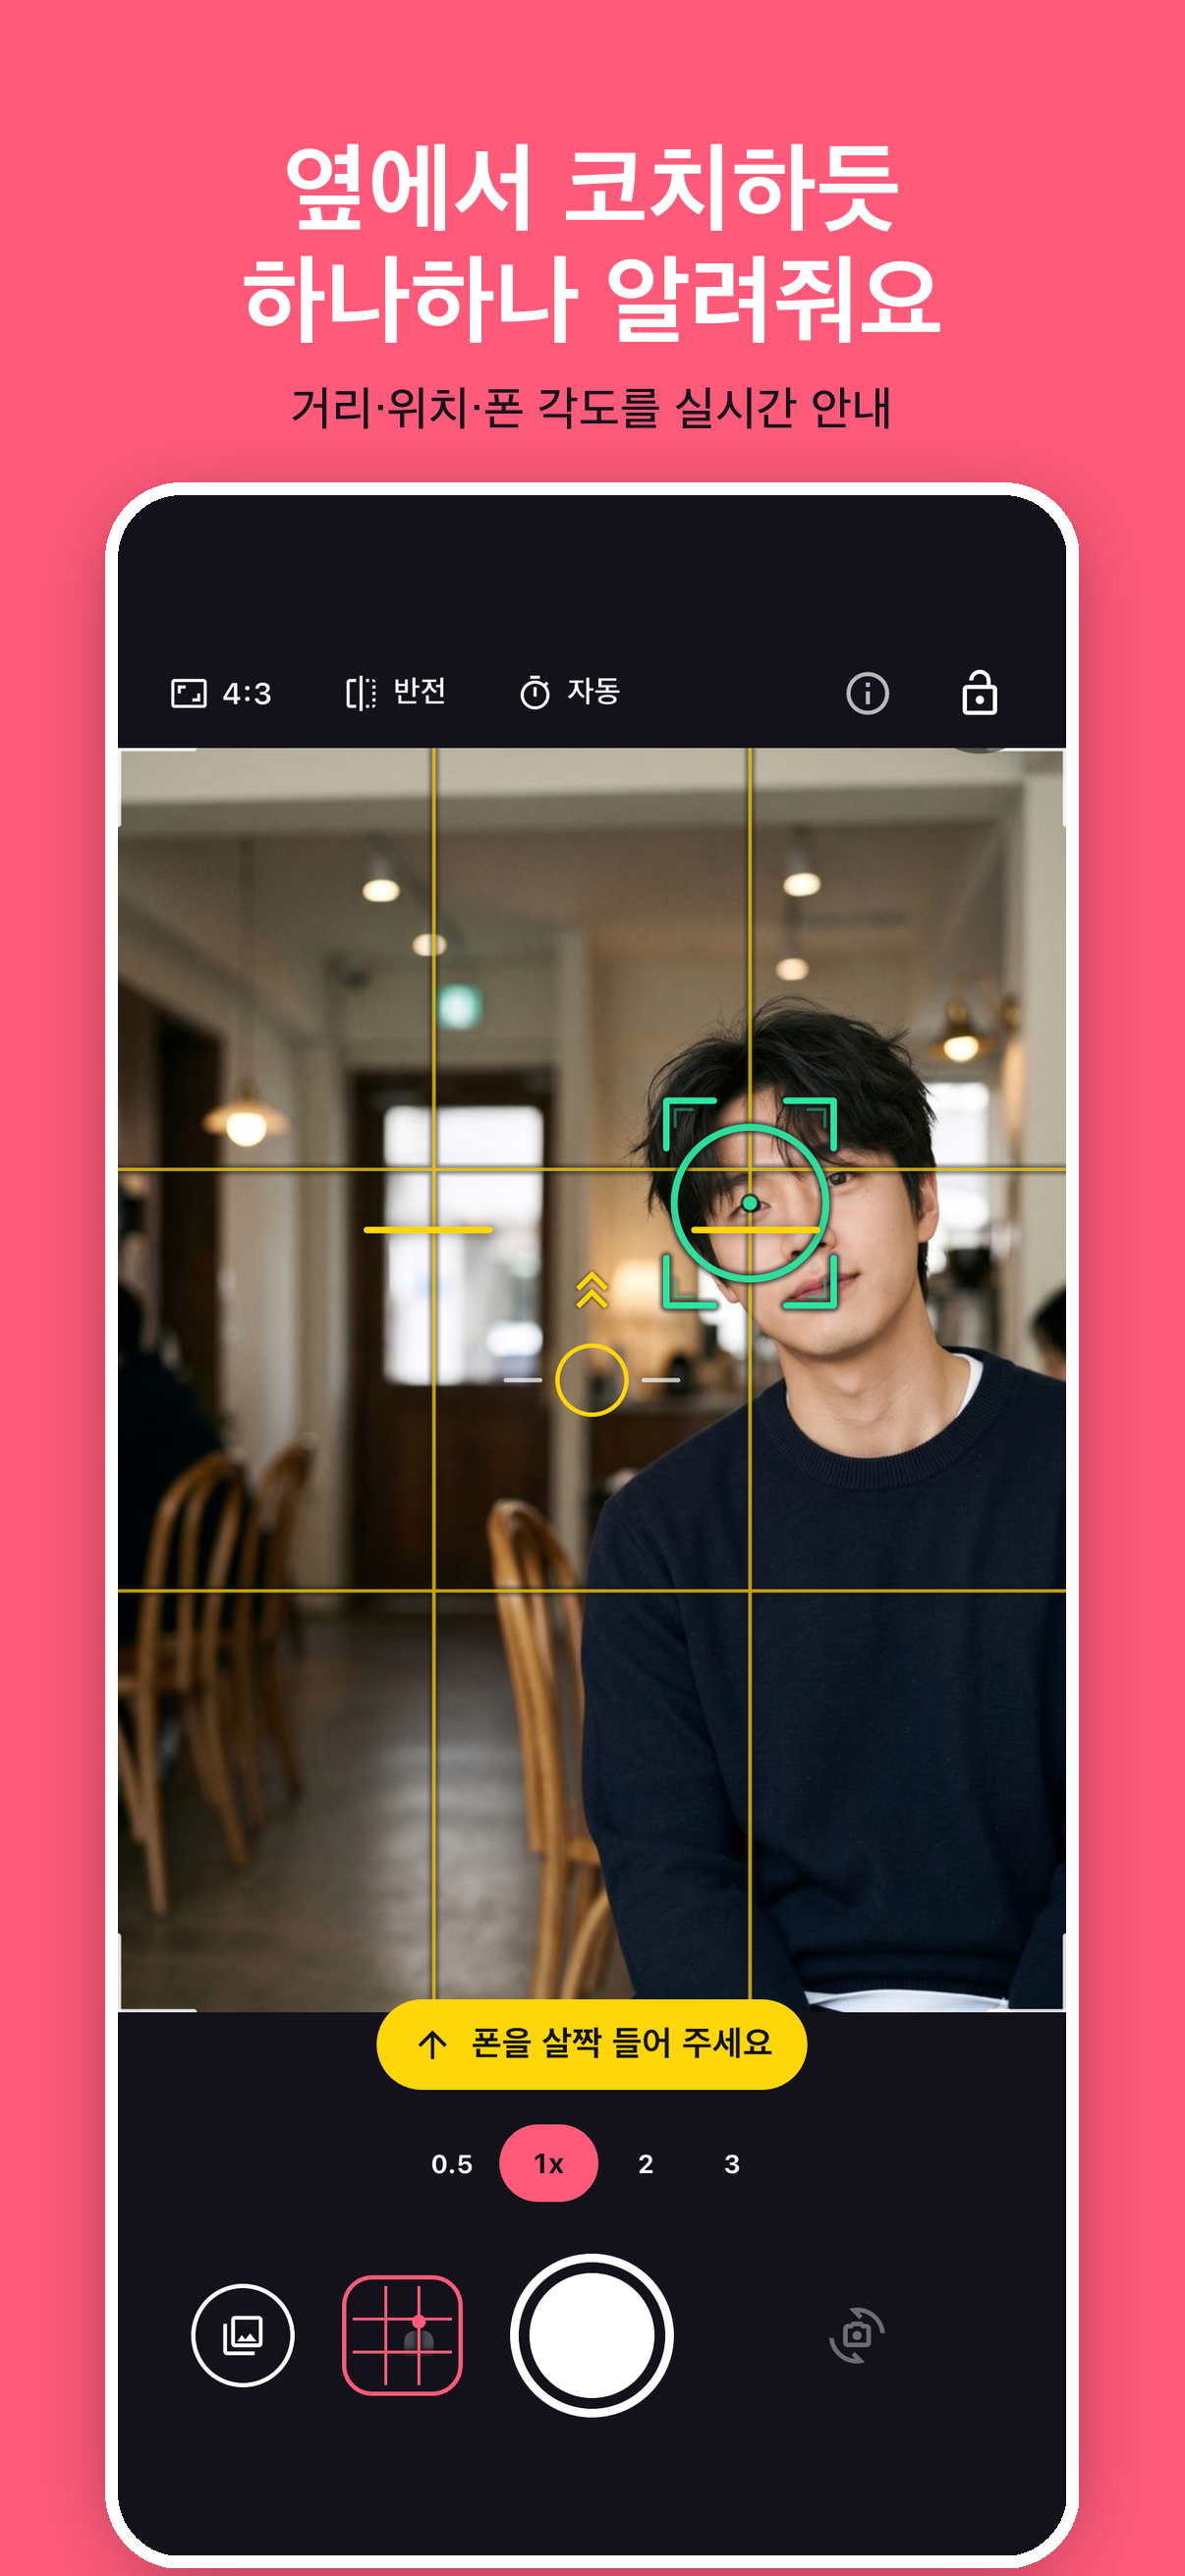 옆에서 코치하듯
하나하나 알려줘요
거리·위치·폰 각도를 실시간 안내
4:3 반전 자동
폰을 살짝 들어 주세요
0.5 1x 2 3